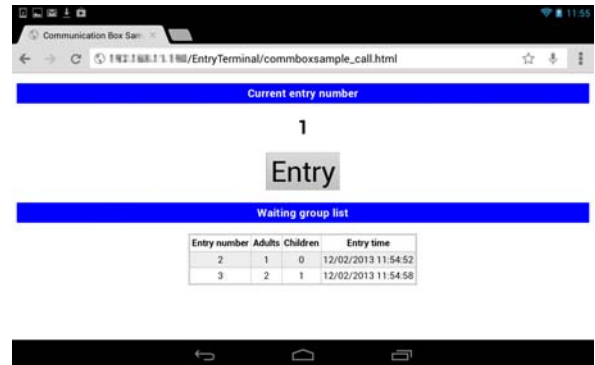 11:55
Communication Box Sam
/EntryTerminal/commboxsample_call.html
Current entry number
1
Entry
Waiting group list
Entry number Adults Children Entry time
2 1 0 12/02/2013 11:54:52
3 2 1 12/02/2013 11:54:58